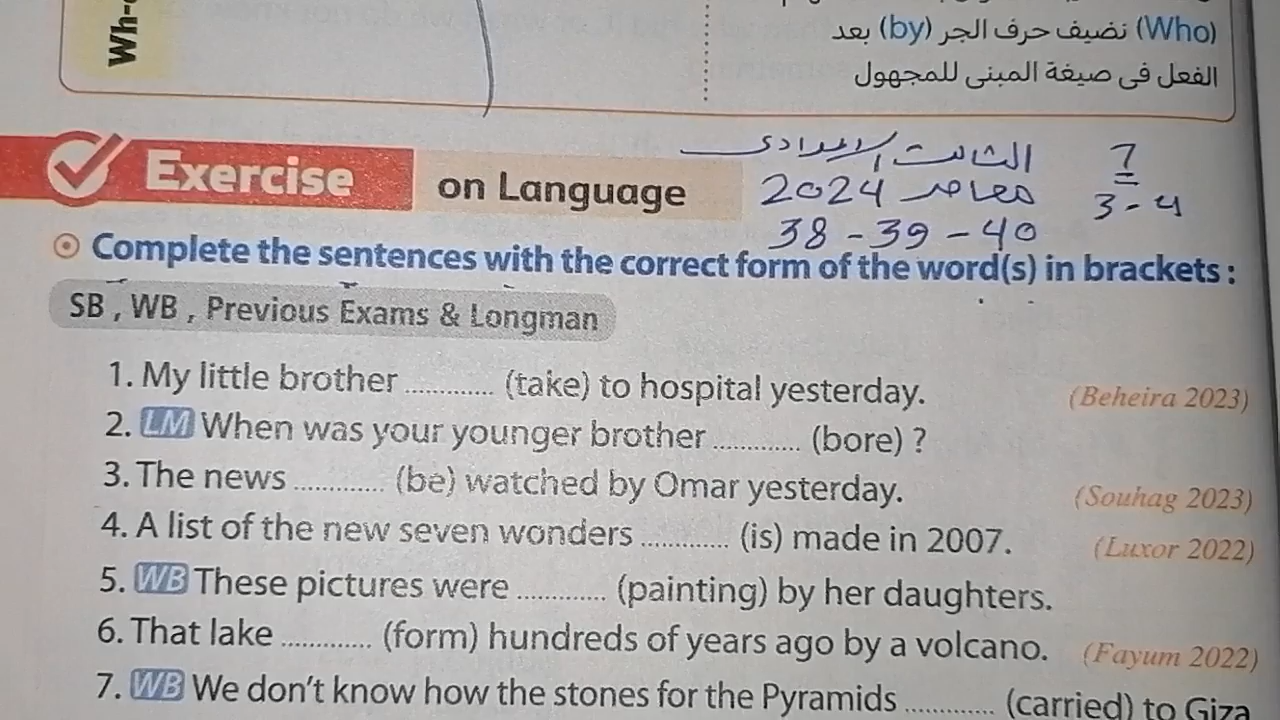 Wh-
(Who) نضيف حرف الجر (by) بعد
الفعل فى صيغة المبنى للمجهول
Exercise on Language
الثالث الاعدادى
معاصر 2024
38 - 39 - 40
7
3-4
Complete the sentences with the correct form of the word(s) in brackets :
SB , WB , Previous Exams & Longman
1. My little brother ............. (take) to hospital yesterday. (Beheira 2023)
2. LM When was your younger brother ............. (bore) ?
3. The news ............. (be) watched by Omar yesterday. (Souhag 2023)
4. A list of the new seven wonders ............. (is) made in 2007. (Luxor 2022)
5. WB These pictures were ............. (painting) by her daughters.
6. That lake ............. (form) hundreds of years ago by a volcano. (Fayum 2022)
7. WB We don't know how the stones for the Pyramids ............. (carried) to Giza